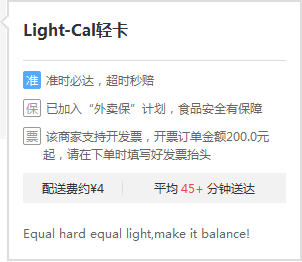 Light-Cal轻卡
准 准时必达，超时秒赔
保 已加入“外卖保”计划，食品安全有保障
票 该商家支持开发票，开票订单金额200.0元
起，请在下单时填写好发票抬头
配送费约¥4 平均 45+ 分钟送达
Equal hard equal light,make it balance!